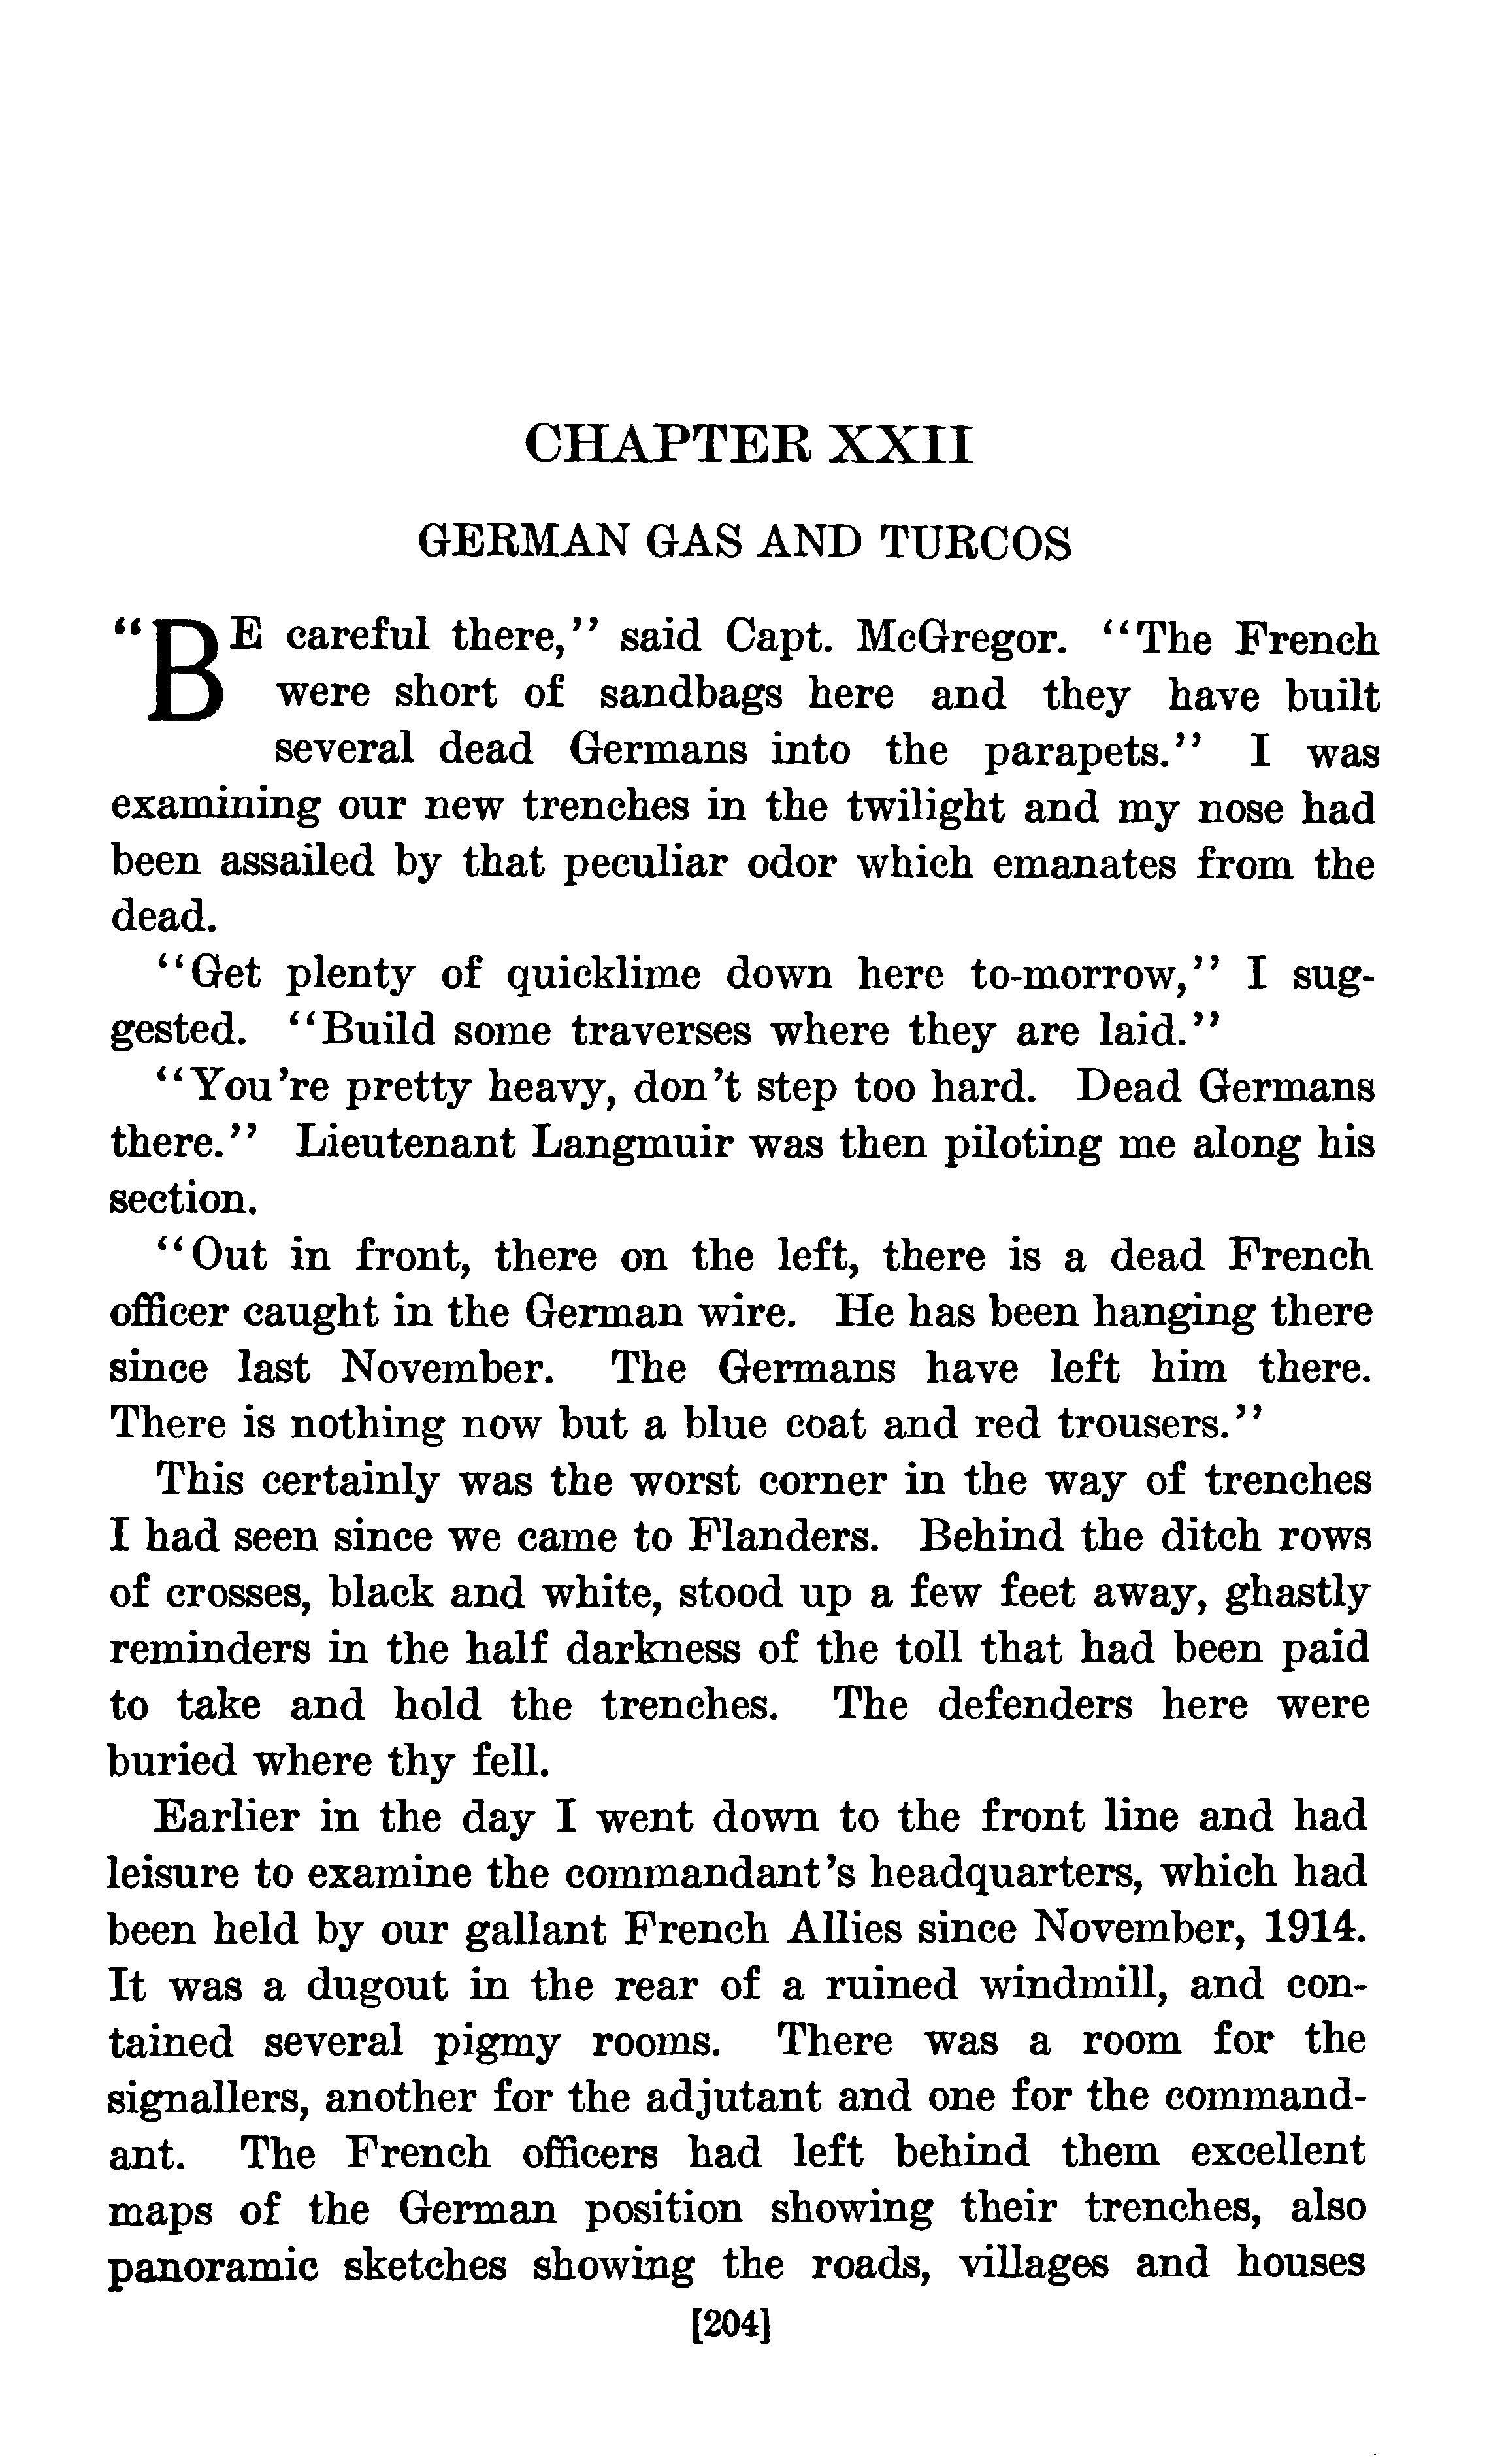 CHAPTER XXII
GERMAN GAS AND TURCOS
"BE careful there," said Capt. McGregor. "The French
were short of sandbags here and they have built
several dead Germans into the parapets." I was
examining our new trenches in the twilight and my nose had
been assailed by that peculiar odor which emanates from the
dead.
"Get plenty of quicklime down here to-morrow," I sug-
gested. "Build some traverses where they are laid."
"You're pretty heavy, don't step too hard. Dead Germans
there." Lieutenant Langmuir was then piloting me along his
section.
"Out in front, there on the left, there is a dead French
officer caught in the German wire. He has been hanging there
since last November. The Germans have left him there.
There is nothing now but a blue coat and red trousers."
This certainly was the worst corner in the way of trenches
I had seen since we came to Flanders. Behind the ditch rows
of crosses, black and white, stood up a few feet away, ghastly
reminders in the half darkness of the toll that had been paid
to take and hold the trenches. The defenders here were
buried where thy fell.
Earlier in the day I went down to the front line and had
leisure to examine the commandant's headquarters, which had
been held by our gallant French Allies since November, 1914.
It was a dugout in the rear of a ruined windmill, and con-
tained several pigmy rooms. There was a room for the
signallers, another for the adjutant and one for the command-
ant. The French officers had left behind them excellent
maps of the German position showing their trenches, also
panoramic sketches showing the roads, villages and houses
[204]